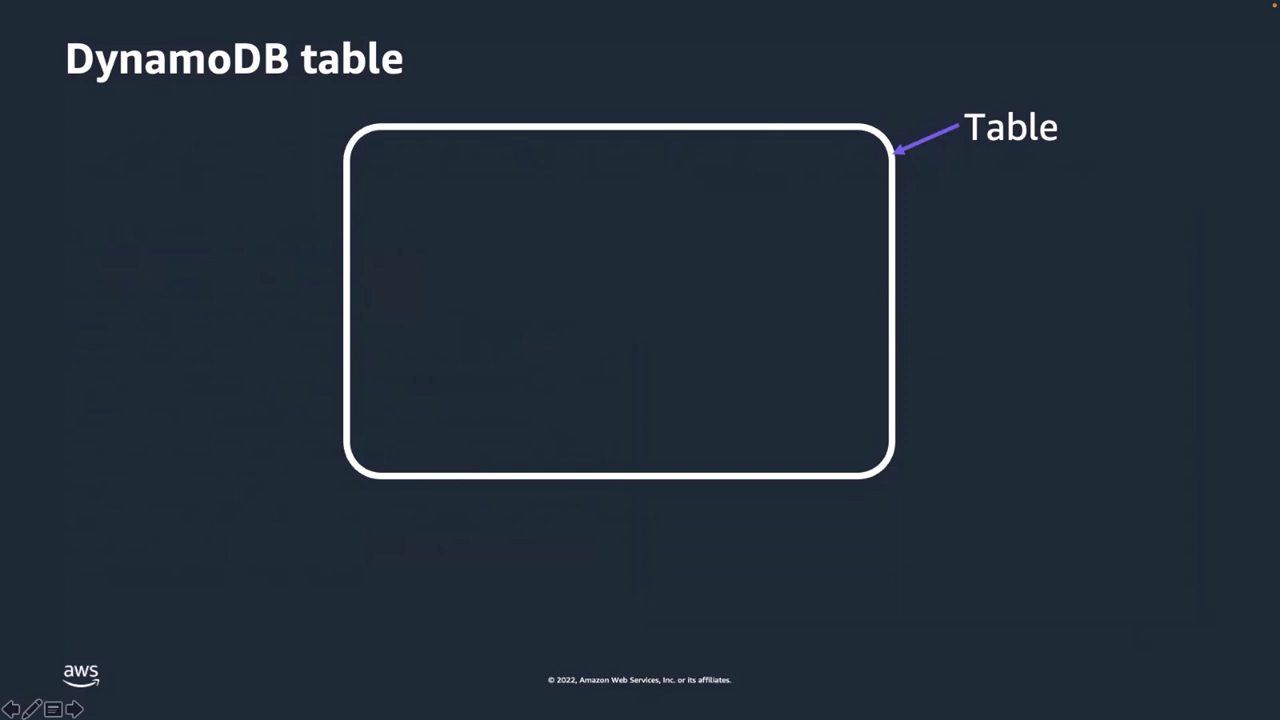 DynamoDB table
Table
aws
© 2022, Amazon Web Services, Inc. or its affiliates.